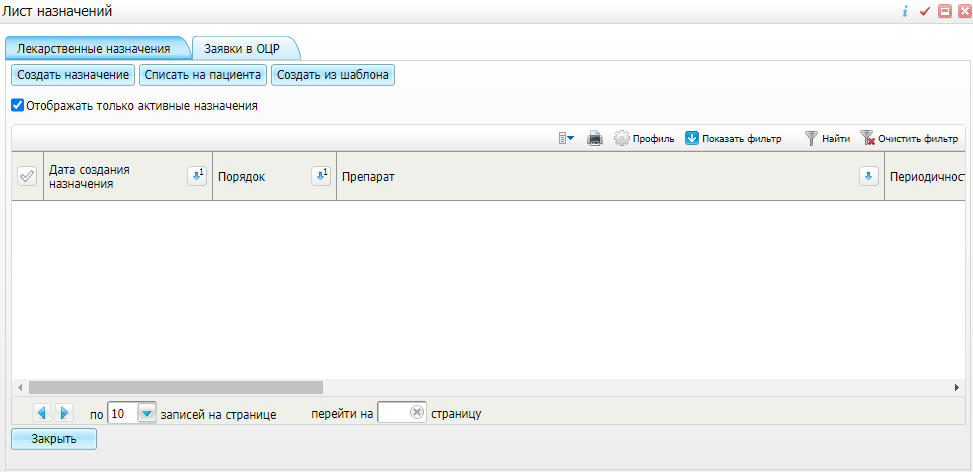 Лист назначений
Лекарственные назначения Заявки в ОЦР
Создать назначение Списать на пациента Создать из шаблона
Отображать только активные назначения
Профиль Показать фильтр Найти Очистить фильтр
Дата создания
назначения
1
Порядок
1
Препарат
Периодичност
по 10 записей на странице перейти на страницу
Закрыть